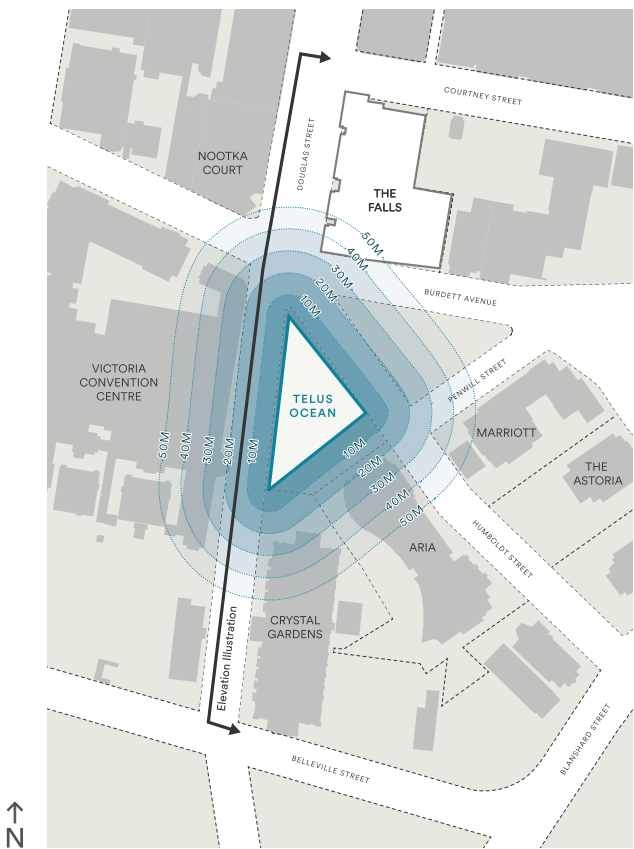 COURTNEY STREET
DOUGLAS STREET
NOOTKA
COURT
THE
FALLS
50M
40M
30M
20M
10M
BURDETT AVENUE
VICTORIA
CONVENTION
CENTRE
TELUS
OCEAN
PENWILL STREET
MARRIOTT
THE
ASTORIA
50M
40M
30M
20M
10M
10M
20M
30M
40M
50M
HUMBOLDT STREET
ARIA
CRYSTAL
GARDENS
Elevation Illustration
BLANSHARD STREET
BELLEVILLE STREET
N